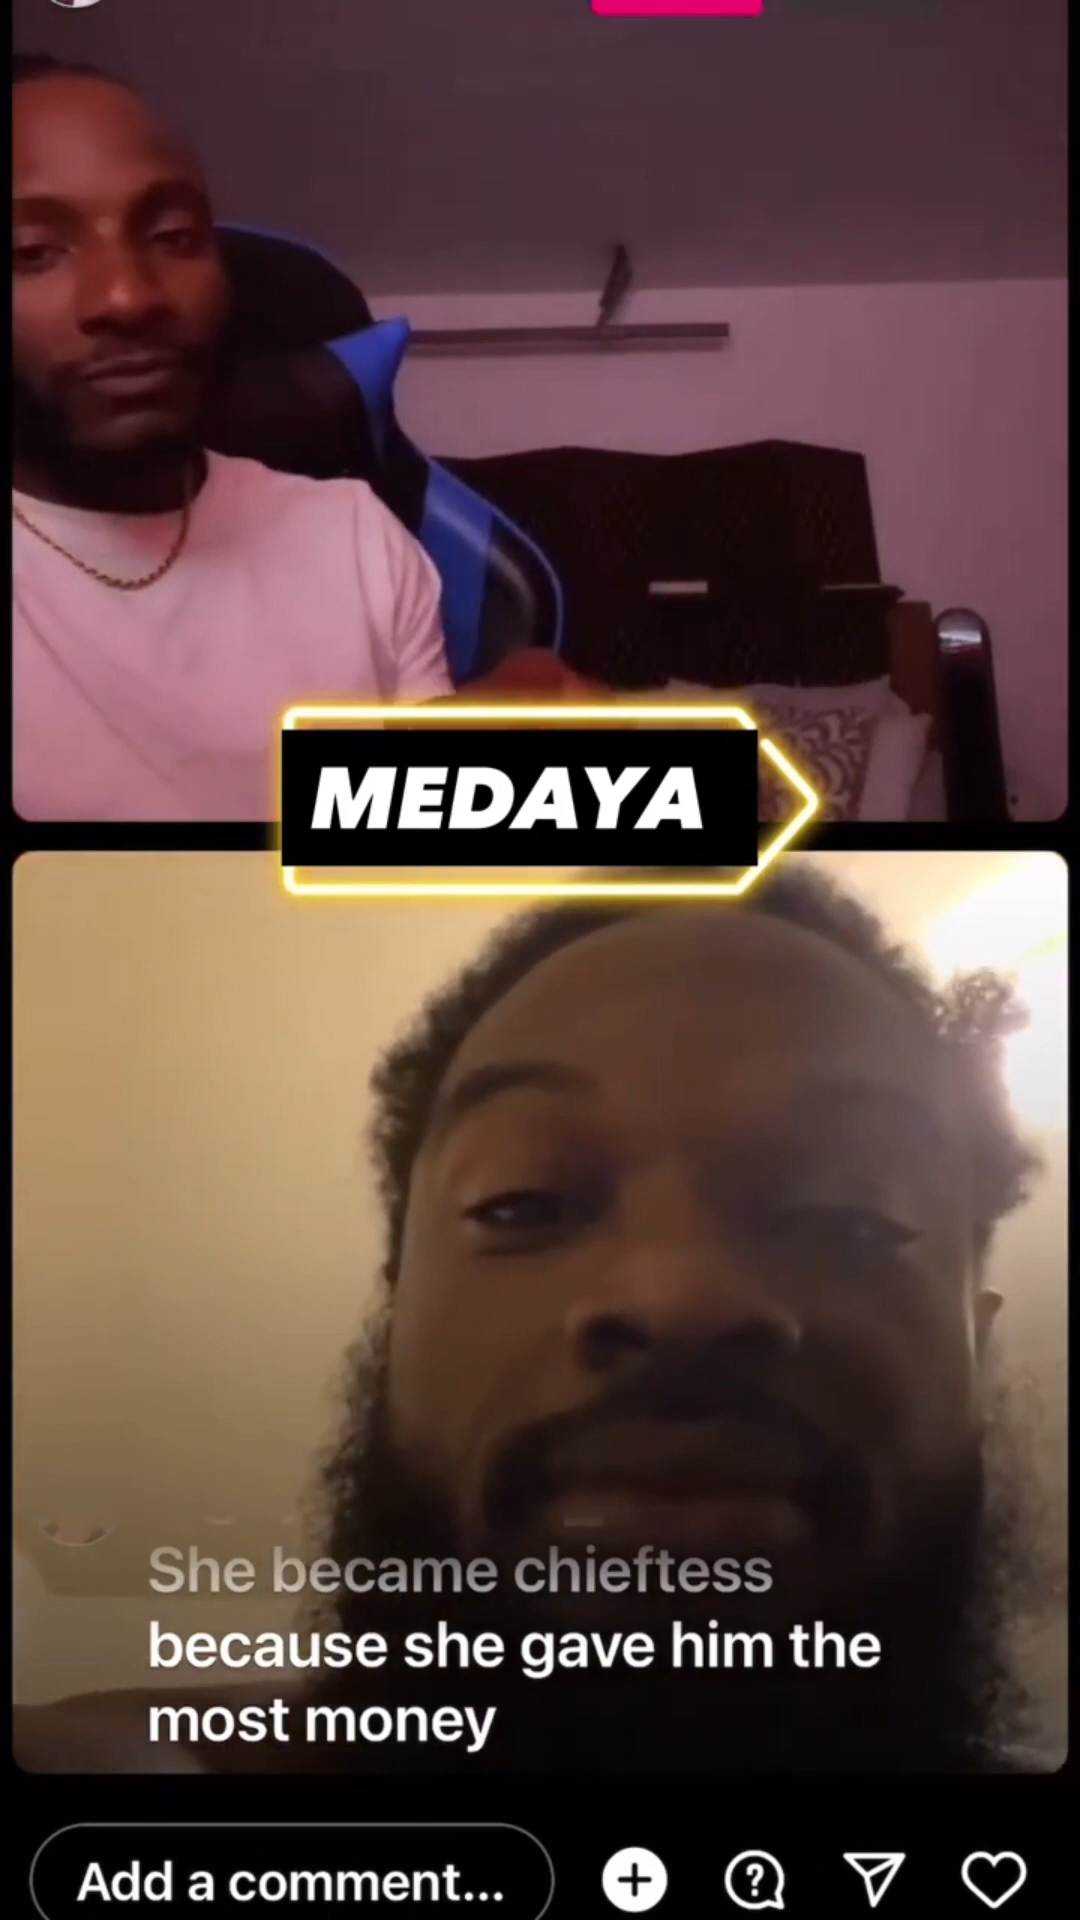 MEDAYA
She became chieftess
because she gave him the
most money
Add a comment...